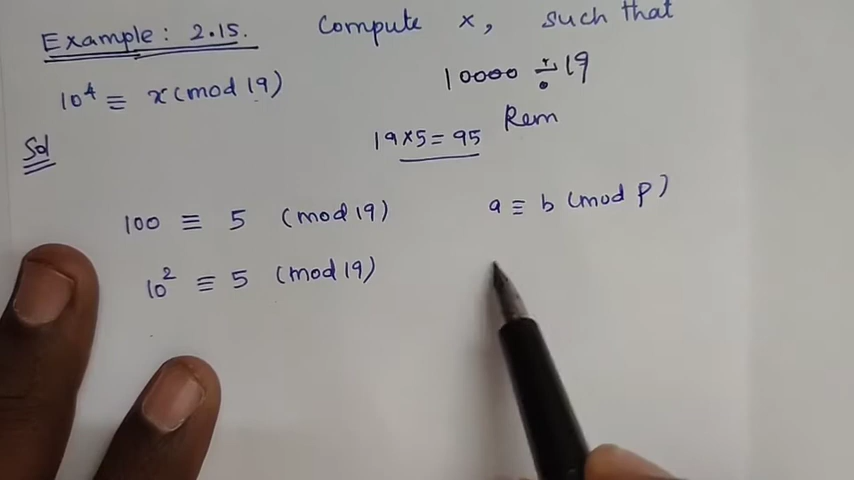 Example: 2.15. Compute x, such that
10⁴ ≡ x (mod 19) 10000 ÷ 19
Sol 19×5=95 Rem
100 ≡ 5 (mod 19) a ≡ b (mod p)
10² ≡ 5 (mod 19)